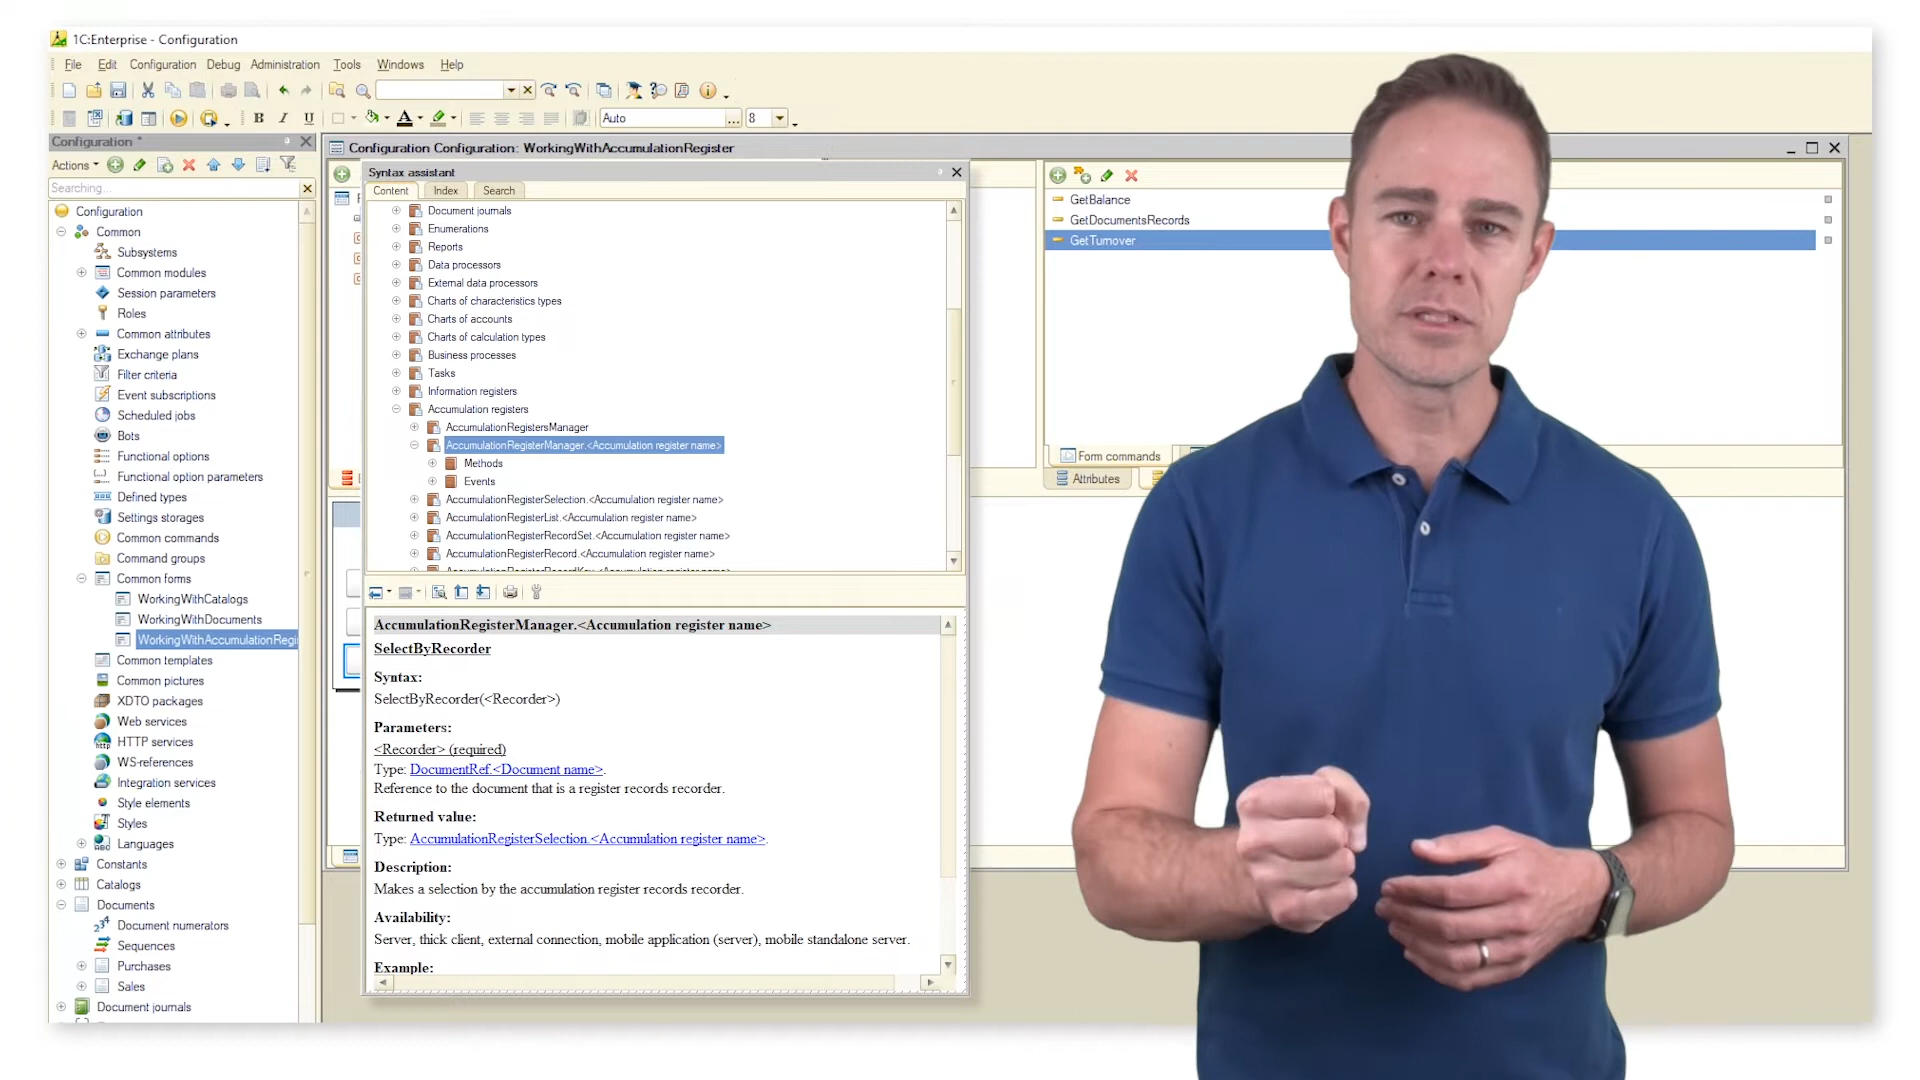 1C:Enterprise - Configuration
File Edit Configuration Debug Administration Tools Windows Help
B I U Auto ... 8
Configuration *
Actions
Searching...
Configuration
Common
Subsystems
Common modules
Session parameters
Roles
Common attributes
Exchange plans
Filter criteria
Event subscriptions
Scheduled jobs
Bots
Functional options
Functional option parameters
Defined types
Settings storages
Common commands
Command groups
Common forms
WorkingWithCatalogs
WorkingWithDocuments
WorkingWithAccumulationRegi
Common templates
Common pictures
XDTO packages
Web services
HTTP services
WS-references
Integration services
Style elements
Styles
Languages
Constants
Catalogs
Documents
Document numerators
Sequences
Purchases
Sales
Document journals
Configuration Configuration: WorkingWithAccumulationRegister
Syntax assistant
Content Index Search
Document journals
Enumerations
Reports
Data processors
External data processors
Charts of characteristics types
Charts of accounts
Charts of calculation types
Business processes
Tasks
Information registers
Accumulation registers
AccumulationRegistersManager
AccumulationRegisterManager.<Accumulation register name>
Methods
Events
AccumulationRegisterSelection.<Accumulation register name>
AccumulationRegisterList.<Accumulation register name>
AccumulationRegisterRecordSet.<Accumulation register name>
AccumulationRegisterRecord.<Accumulation register name>
AccumulationRegisterRecordKey.<Accumulation register name>
AccumulationRegisterManager.<Accumulation register name>
SelectByRecorder
Syntax:
SelectByRecorder(<Recorder>)
Parameters:
<Recorder> (required)
Type: DocumentRef.<Document name>.
Reference to the document that is a register records recorder.
Returned value:
Type: AccumulationRegisterSelection.<Accumulation register name>.
Description:
Makes a selection by the accumulation register records recorder.
Availability:
Server, thick client, external connection, mobile application (server), mobile standalone server.
Example:
GetBalance
GetDocumentsRecords
GetTurnover
Form commands
Attributes